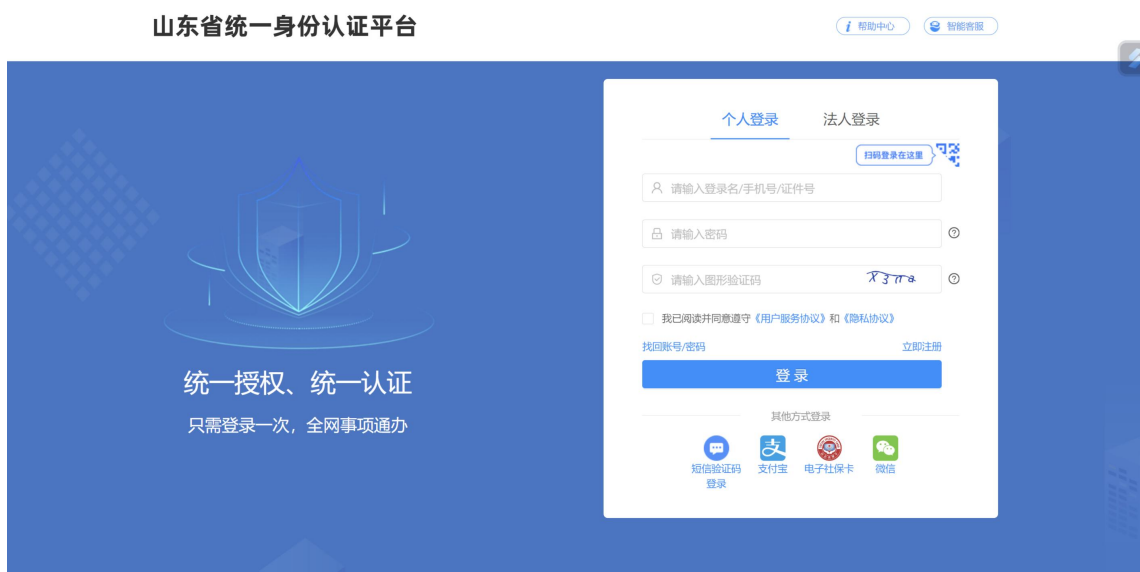 山东省统一身份认证平台
帮助中心 智能客服
个人登录 法人登录
扫码登录在这里
请输入登录名/手机号/证件号
请输入密码
请输入图形验证码
我已阅读并同意遵守《用户服务协议》和《隐私协议》
找回账号/密码 立即注册
登录
统一授权、统一认证
只需登录一次，全网事项通办
其他方式登录
支
短信验证码登录 支付宝 电子社保卡 微信